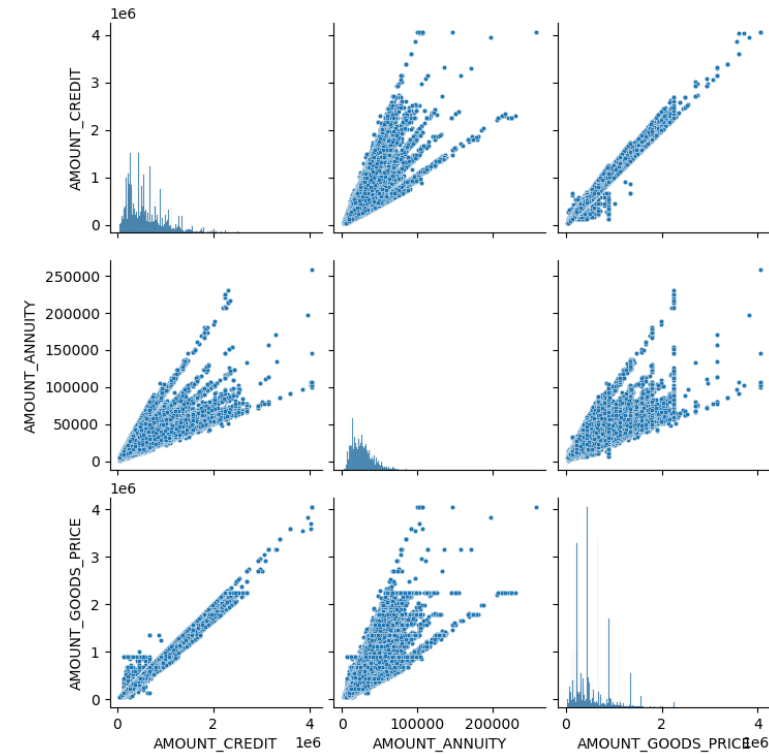 1e6
4
3
2
1
0
AMOUNT_CREDIT
250000
200000
150000
100000
50000
0
AMOUNT_ANNUITY
1e6
4
3
2
1
0
AMOUNT_GOODS_PRICE
0 2 4 0 100000 200000 0 2 4
AMOUNT_CREDIT 1e6 AMOUNT_ANNUITY AMOUNT_GOODS_PRICE 1e6